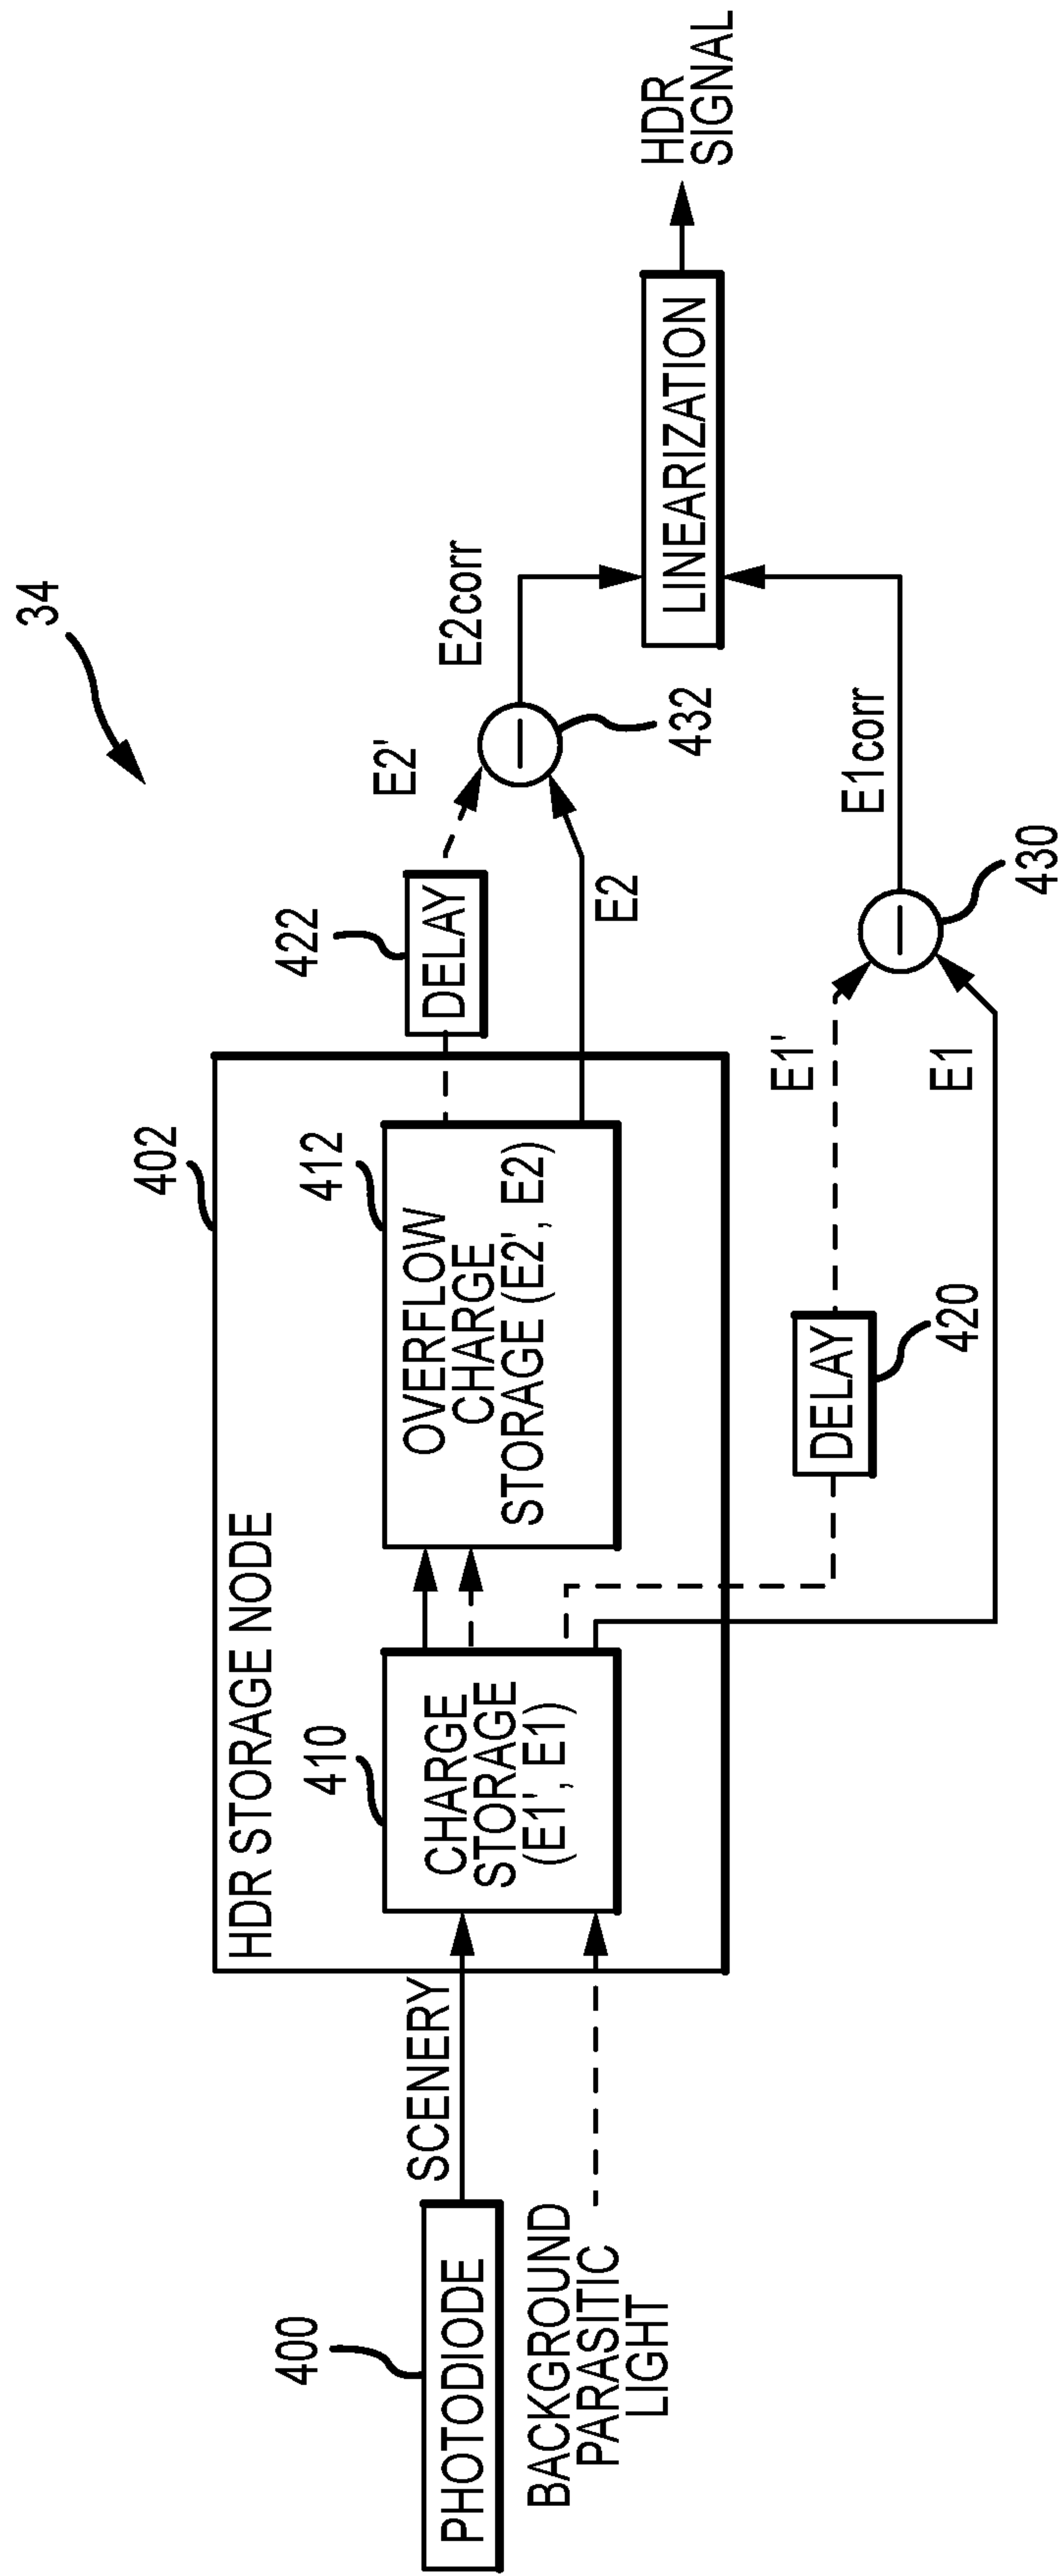 34
402
HDR STORAGE NODE
400
PHOTODIODE
SCENERY
BACKGROUND
PARASITIC
LIGHT
410
CHARGE
STORAGE
(E1', E1)
412
OVERFLOW
CHARGE
STORAGE (E2', E2)
422
DELAY
E2'
E2
432
E2corr
420
DELAY
E1'
E1
430
E1corr
LINEARIZATION
HDR
SIGNAL